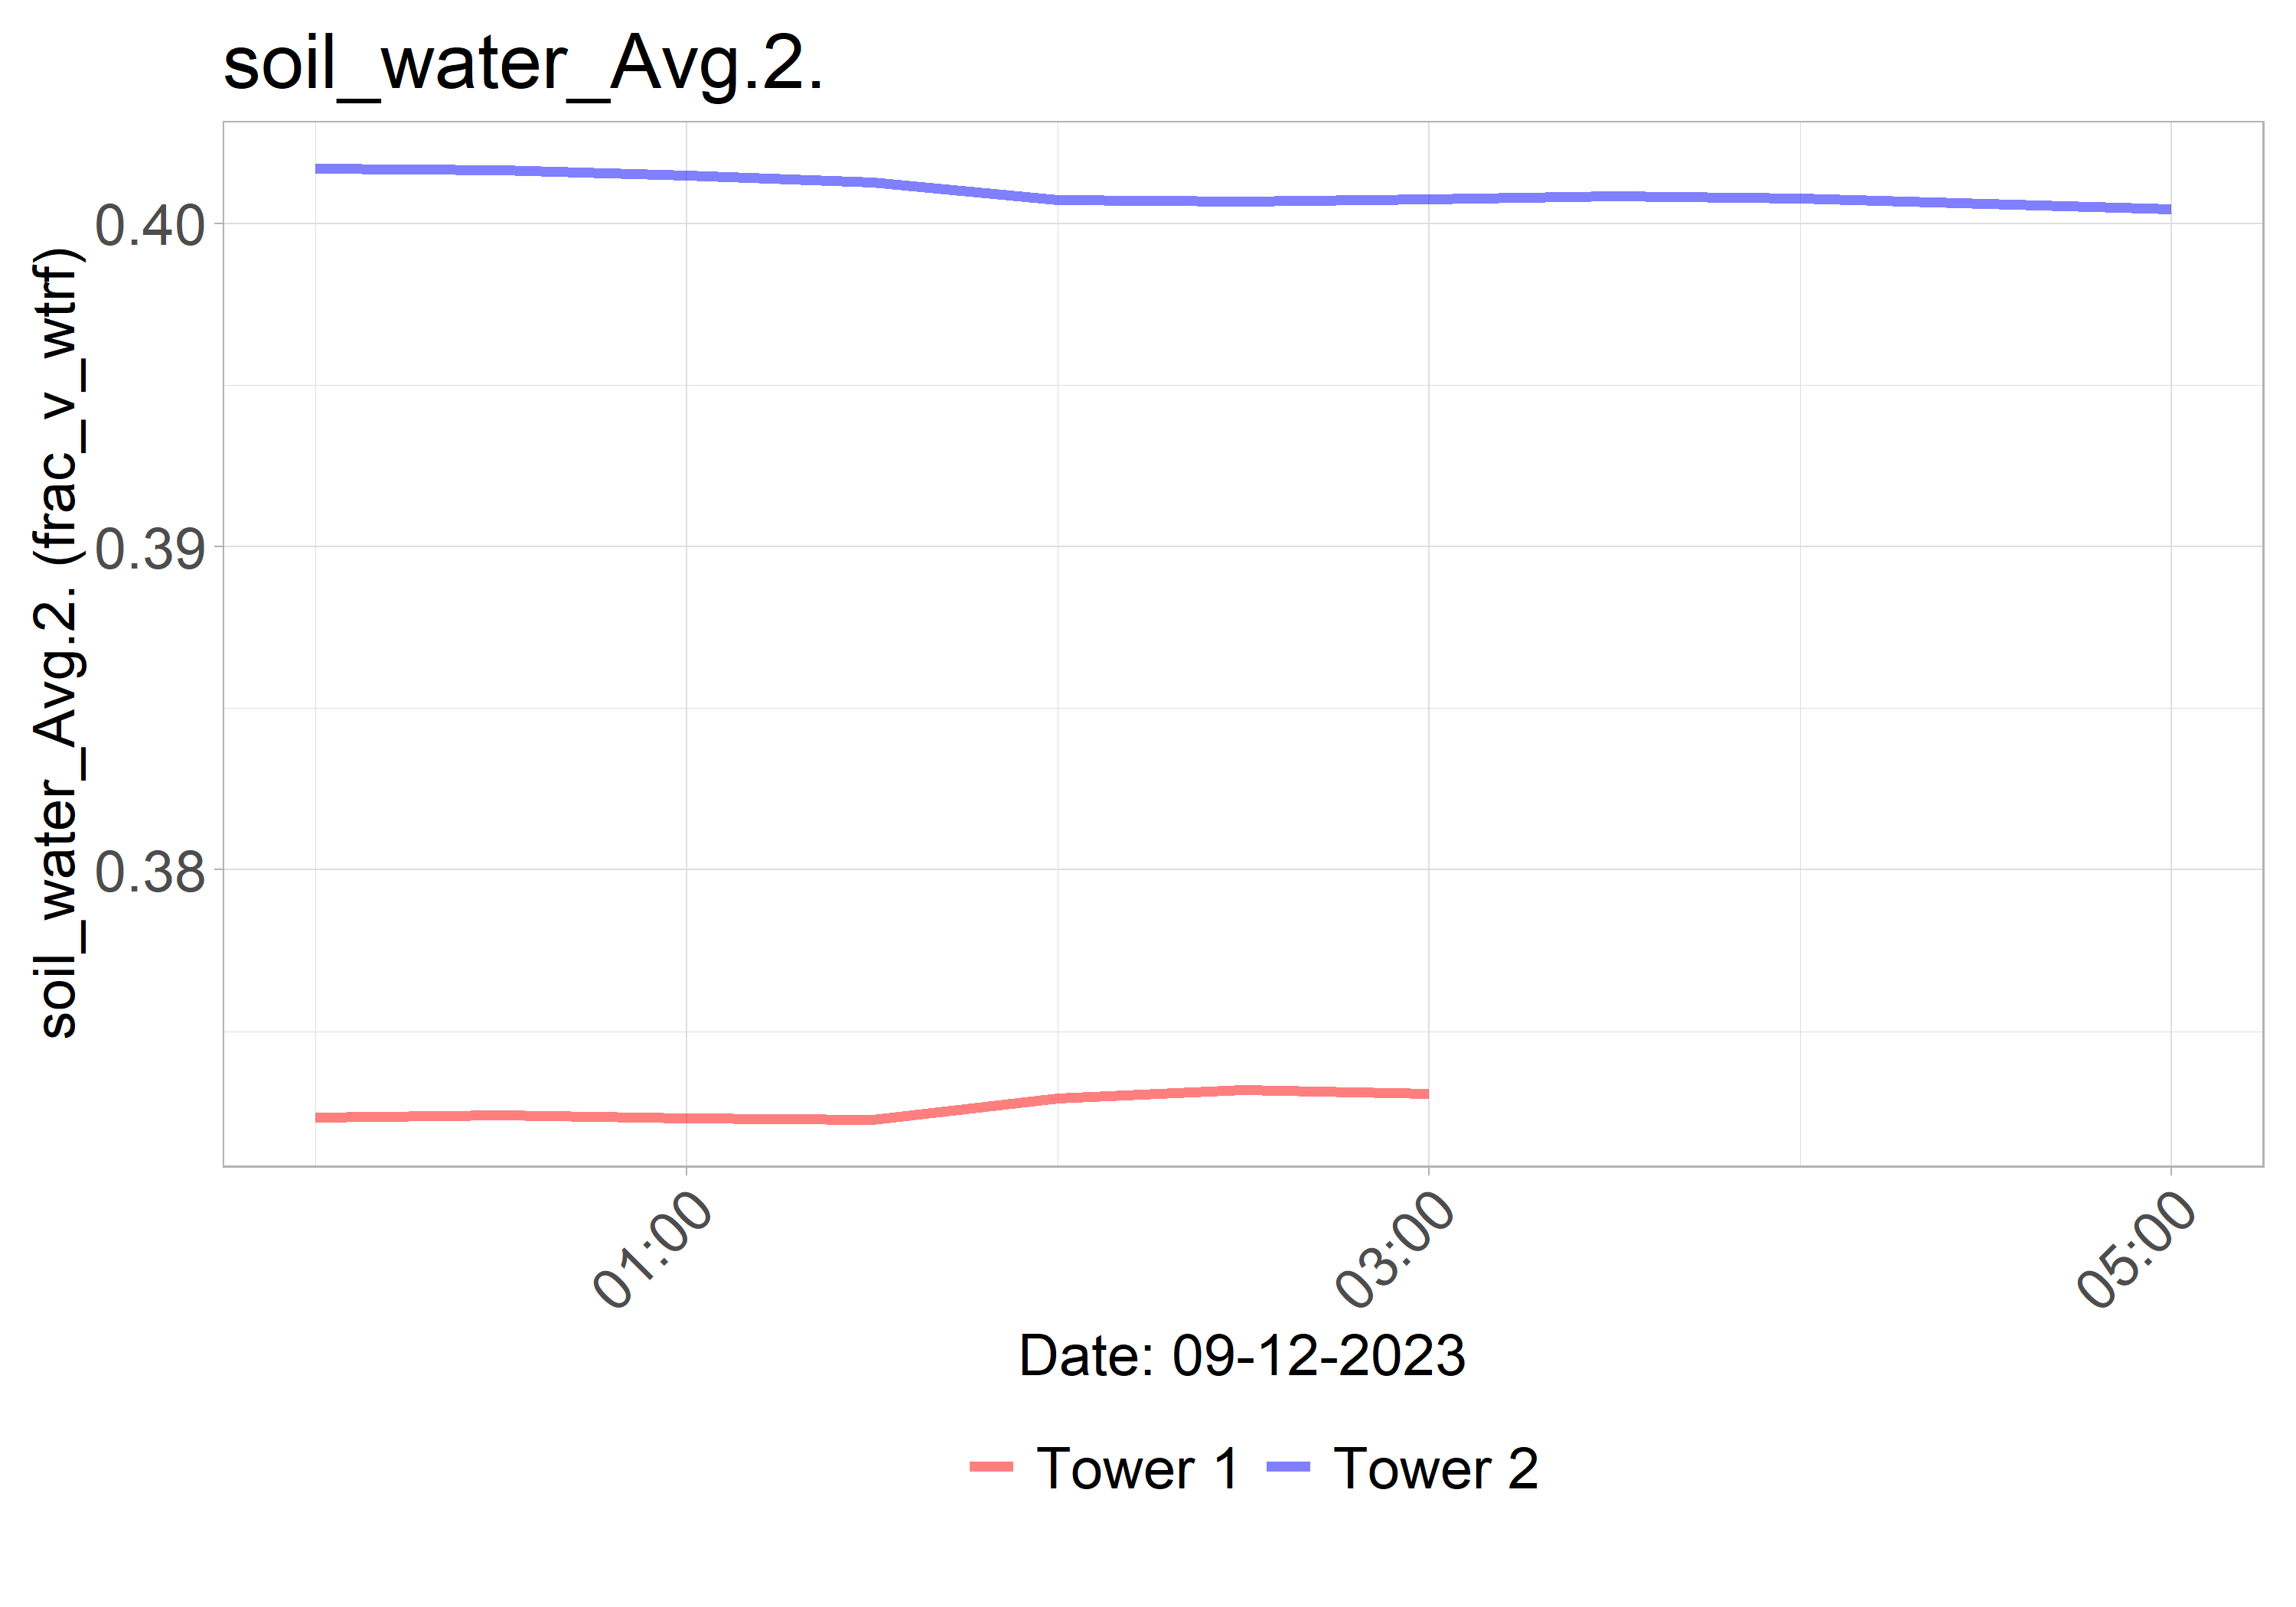 soil_water_Avg.2.
soil_water_Avg.2. (frac_v_wtrf)
0.40
0.39
0.38
01:00
03:00
05:00
Date: 09-12-2023
Tower 1
Tower 2